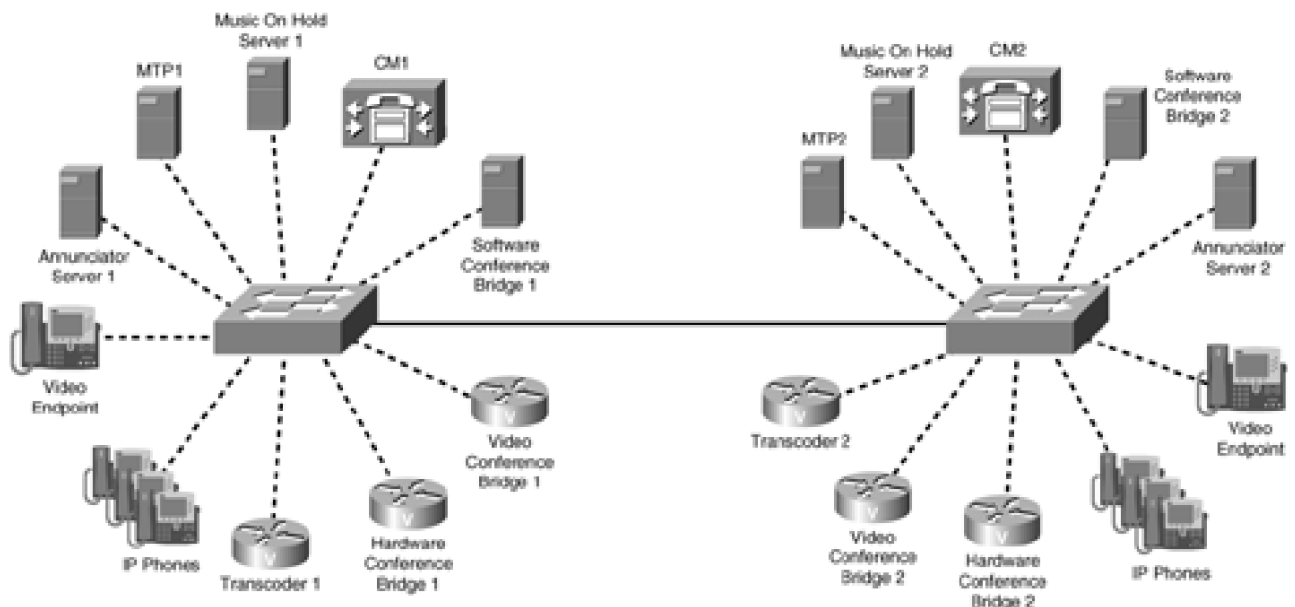 Music On Hold
Server 1
MTP1
CM1
Annunciator
Server 1
Software
Conference
Bridge 1
Video
Endpoint
IP Phones
V
Transcoder 1
V
Hardware
Conference
Bridge 1
V
Video
Conference
Bridge 1
Music On Hold
Server 2
CM2
Software
Conference
Bridge 2
MTP2
Annunciator
Server 2
V
Transcoder 2
Video
Endpoint
V
Video
Conference
Bridge 2
V
Hardware
Conference
Bridge 2
IP Phones